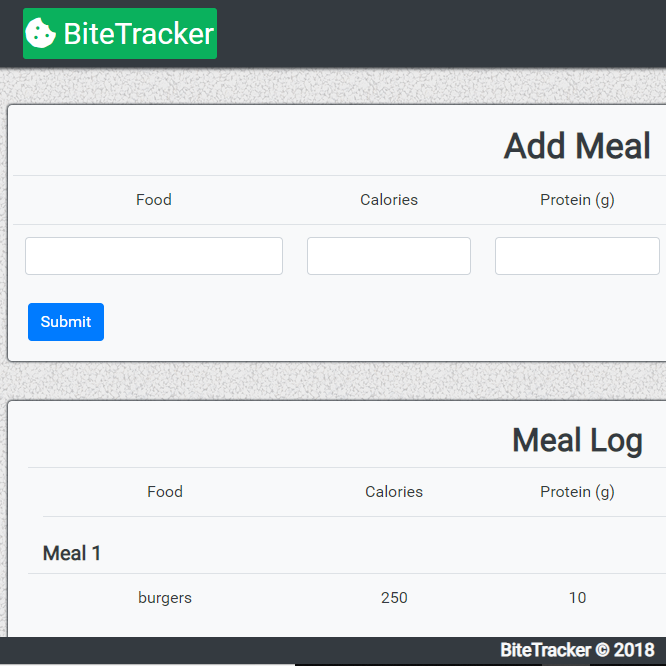 BiteTracker
Add Meal
Food Calories Protein (g)
Submit
Meal Log
Food Calories Protein (g)
Meal 1
burgers 250 10
BiteTracker © 2018